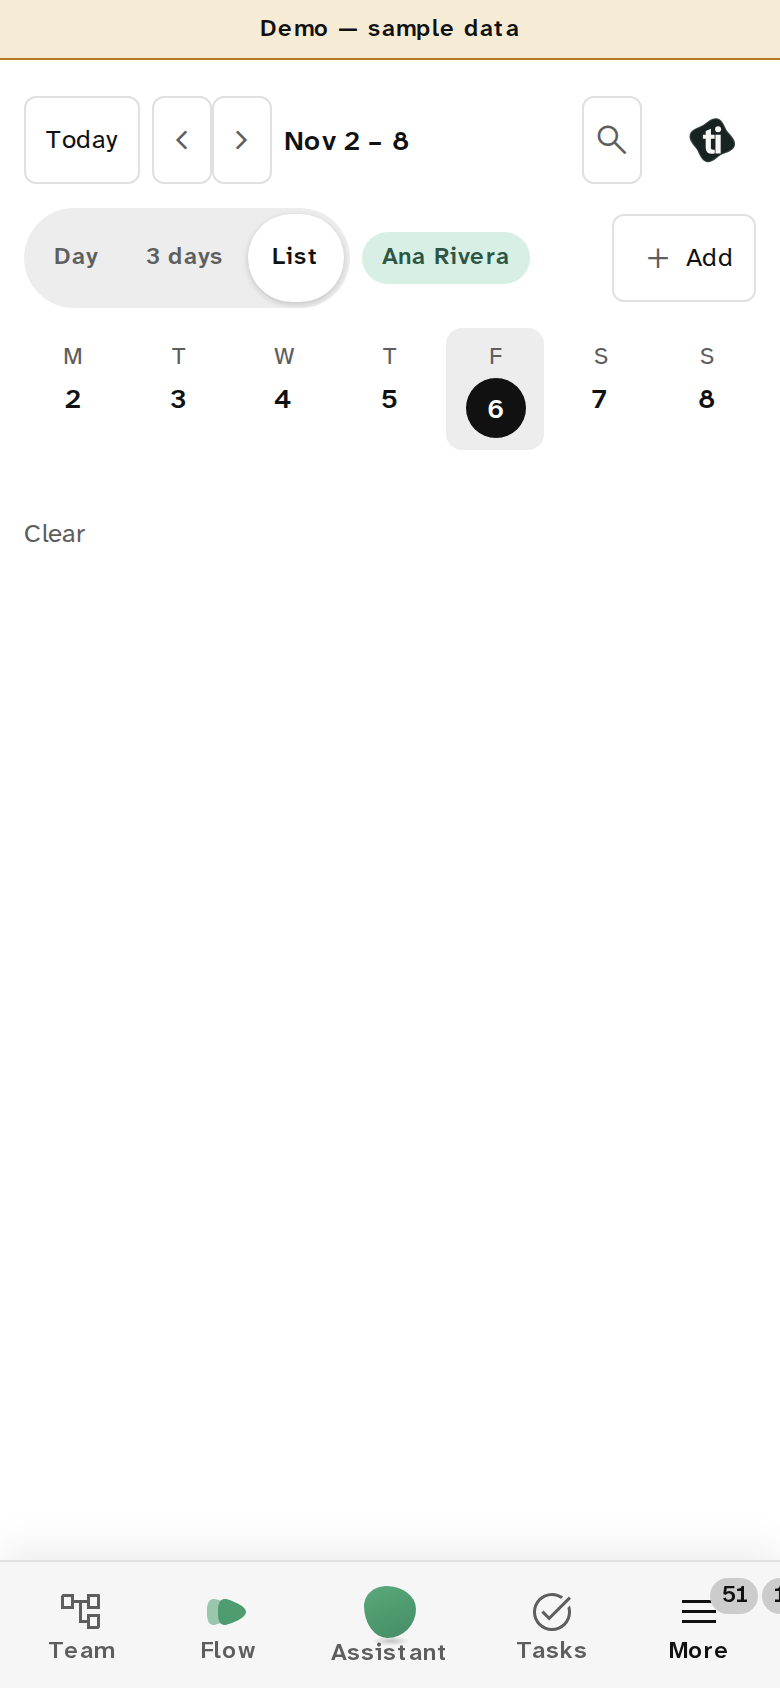 Demo — sample data
Today
Nov 2 – 8
ti
Day 3 days List
Ana Rivera
Add
M T W T F S S
2 3 4 5 6 7 8
Clear
51
Team Flow Assistant Tasks More